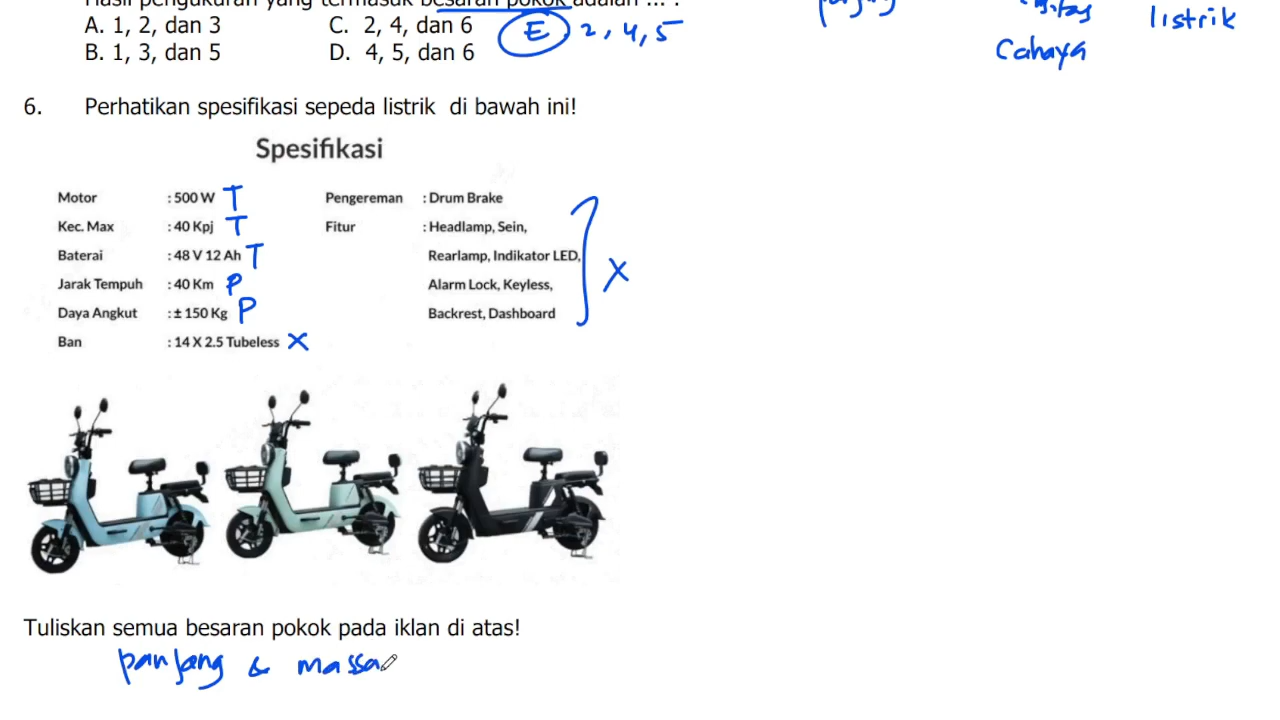 besaran pokok adalah ... .
A. 1, 2, dan 3 C. 2, 4, dan 6 E 2, 4, 5
B. 1, 3, dan 5 D. 4, 5, dan 6
listrik
Cahaya
6. Perhatikan spesifikasi sepeda listrik di bawah ini!
Spesifikasi
Motor : 500 W T Pengereman : Drum Brake
Kec. Max : 40 Kpj T Fitur : Headlamp, Sein,
Baterai : 48 V 12 Ah T Rearlamp, Indikator LED,
X
Jarak Tempuh : 40 Km P Alarm Lock, Keyless,
Daya Angkut : ± 150 Kg P Backrest, Dashboard
Ban : 14 X 2.5 Tubeless X
Tuliskan semua besaran pokok pada iklan di atas!
panjang & massa